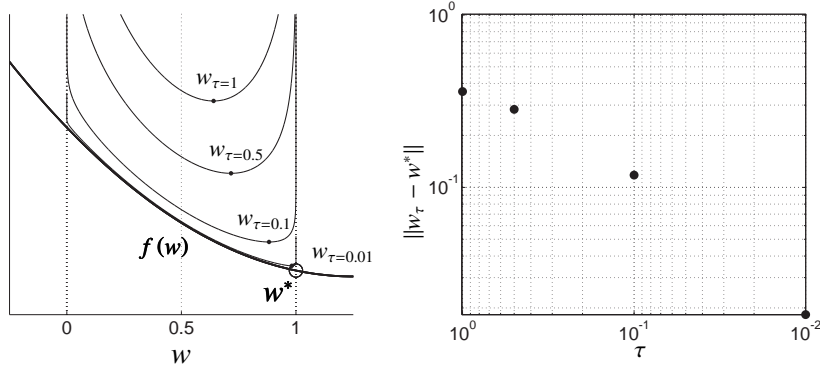 w_{τ=1}
w_{τ=0.5}
w_{τ=0.1}
w_{τ=0.01}
f(w)
w*
0 0.5 1
w
10^0
10^{-1}
||w_τ − w*||
10^0 10^{-1} 10^{-2}
τ